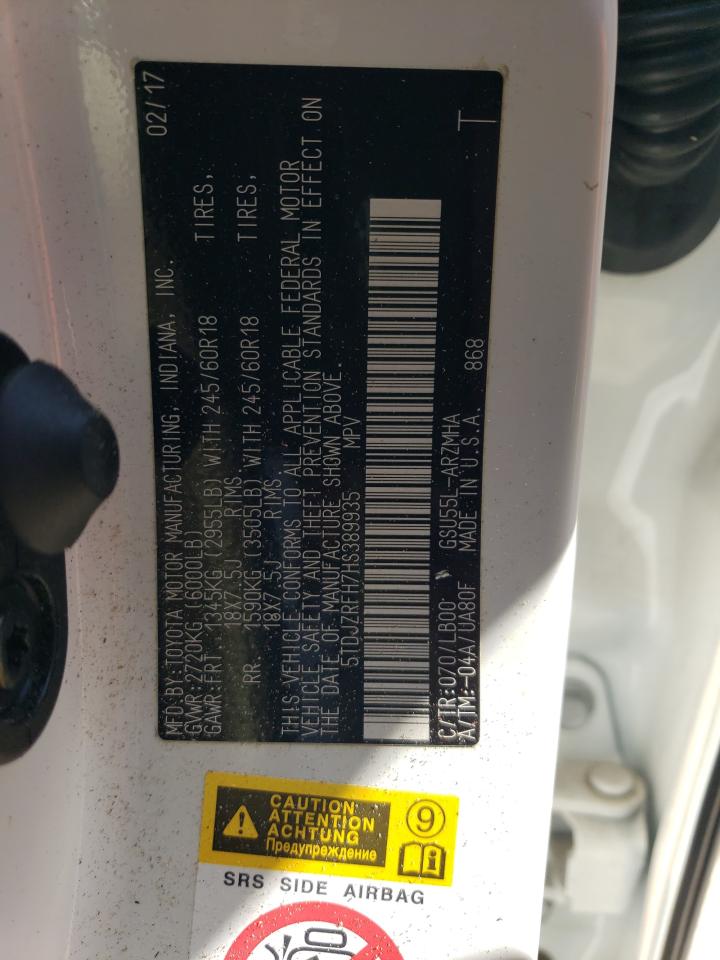 MFD. BY: TOYOTA MOTOR MANUFACTURING, INDIANA, INC. 02/17
GVWR: 2720KG (6000LB)
GAWR: FRT 1345KG (2955LB) WITH 245/60R18 TIRES,
18X7.5J RIMS
RR 1590KG (3505LB) WITH 245/60R18 TIRES,
18X7.5J RIMS
THIS VEHICLE CONFORMS TO ALL APPLICABLE FEDERAL MOTOR
VEHICLE SAFETY AND THEFT PREVENTION STANDARDS IN EFFECT ON
THE DATE OF MANUFACTURE SHOWN ABOVE.
5TDJZRFH7HS389935 MPV
C/TR:070/LB00 GSU55L-ARZMHA
A/TM:-04A/UA80F MADE IN U.S.A. 868 T
CAUTION
ATTENTION
ACHTUNG
Предупреждение
9
i
SRS SIDE AIRBAG